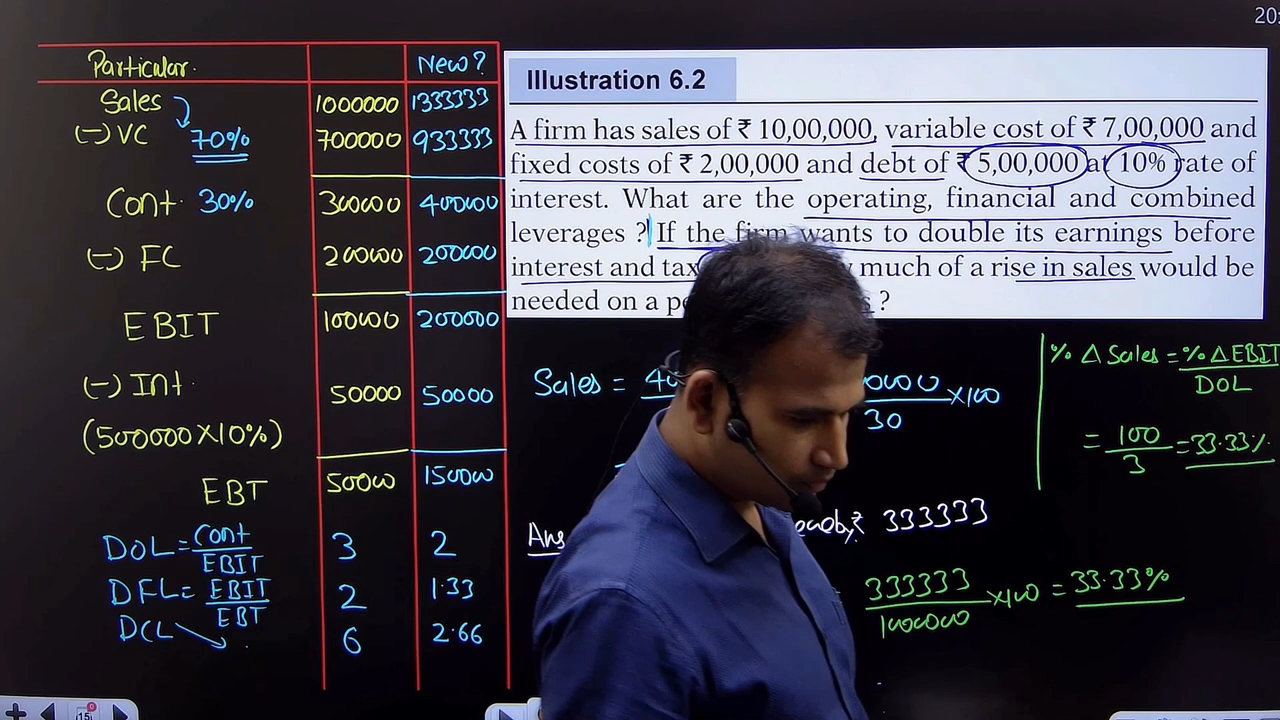 20:
Particular. New?
Sales 1000000 1333333
(-) VC 70% 700000 933333
Cont. 30% 300000 400000
(-) FC 200000 200000
EBIT 100000 200000
(-) Int. 50000 50000
(500000X10%)
EBT 50000 150000
DOL = Cont / EBIT 3 2
DFL = EBIT / EBT 2 1.33
DCL 6 2.66
Illustration 6.2
A firm has sales of ₹ 10,00,000, variable cost of ₹ 7,00,000 and
fixed costs of ₹ 2,00,000 and debt of ₹ 5,00,000 at 10% rate of
interest. What are the operating, financial and combined
leverages ? If the firm wants to double its earnings before
interest and tax much of a rise in sales would be
needed on a ?
Sales =
30 X100
Ans
₹ 333333
333333 / 1000000 X100 = 33.33%
% Δ Sales = % Δ EBIT / DOL
= 100 / 3 = 33.33%
15